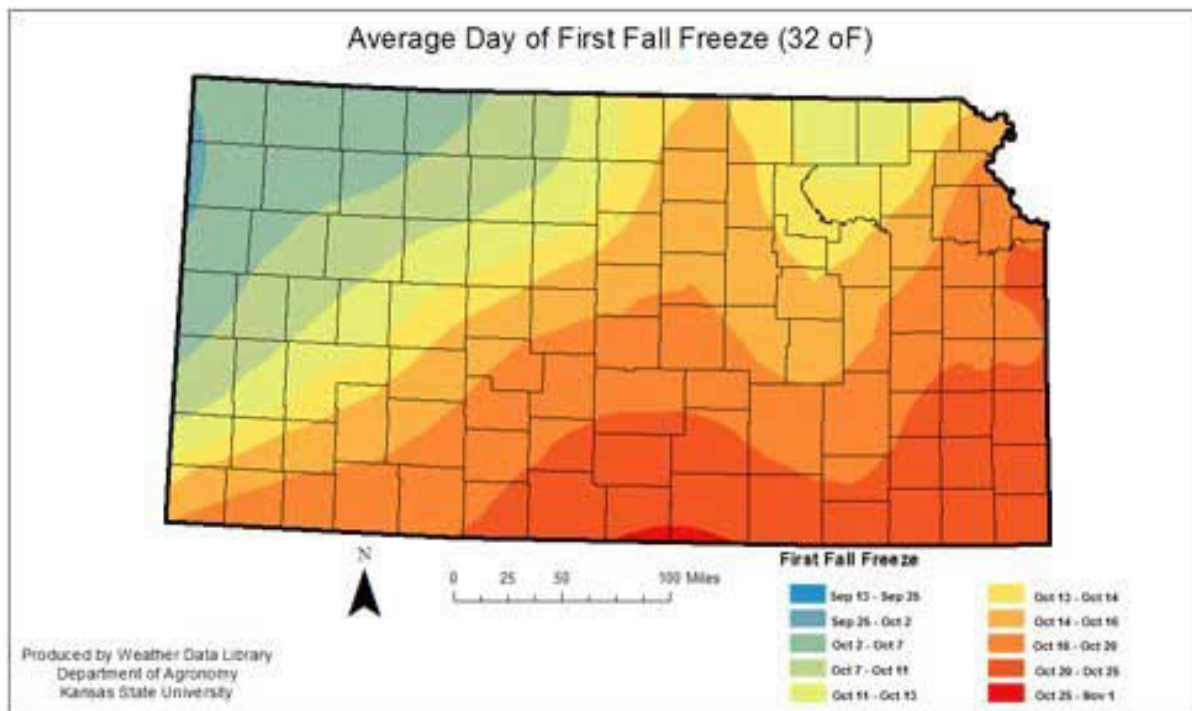 Average Day of First Fall Freeze (32 oF)
N
0 25 50 100 Miles
First Fall Freeze
Sep 13 - Sep 25
Sep 25 - Oct 2
Oct 2 - Oct 7
Oct 7 - Oct 11
Oct 11 - Oct 13
Oct 13 - Oct 14
Oct 14 - Oct 16
Oct 16 - Oct 20
Oct 20 - Oct 25
Oct 25 - Nov 1
Produced by Weather Data Library
Department of Agronomy
Kansas State University